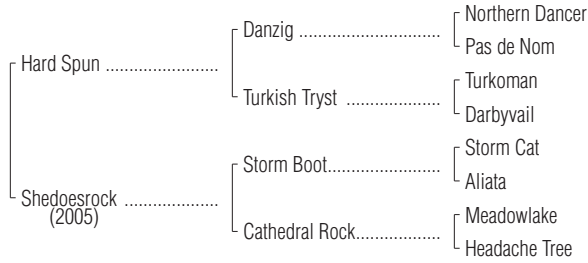 Northern Dancer
Danzig ..............................
Pas de Nom
Hard Spun ........................
Turkoman
Turkish Tryst ....................
Darbyvail
Storm Cat
Storm Boot........................
Aliata
Shedoesrock ....................
(2005)
Meadowlake
Cathedral Rock..................
Headache Tree